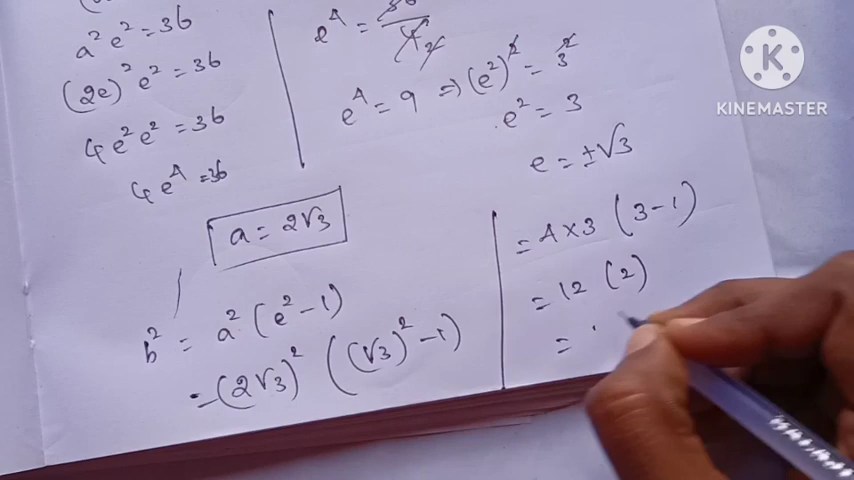 a² e² = 36
(2e)² e² = 36
4e² e² = 36
4e⁴ = 36
e⁴ =
e⁴ = 9 => (e²)² = 3²
e² = 3
e = ±√3
a = 2√3
b² = a² (e² - 1)
= (2√3)² ((√3)² - 1)
= 4×3 (3-1)
= 12 (2)
=
KINEMASTER